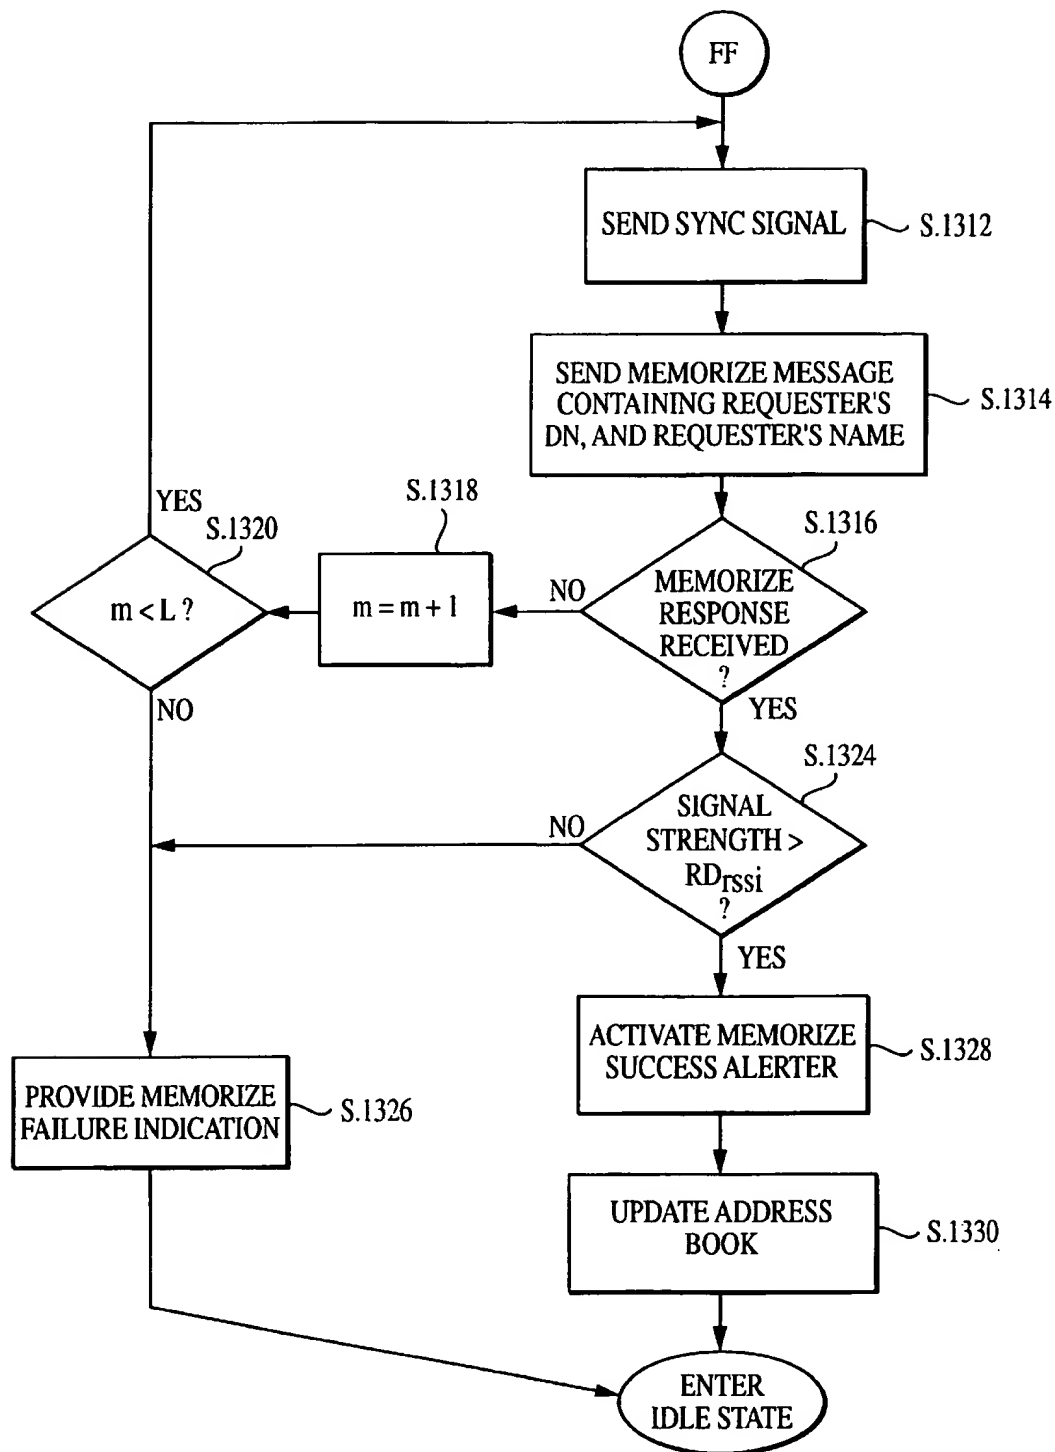 FF
SEND SYNC SIGNAL
S.1312
SEND MEMORIZE MESSAGE
CONTAINING REQUESTER'S
DN, AND REQUESTER'S NAME
S.1314
YES
S.1320
m < L ?
NO
S.1318
m = m + 1
NO
S.1316
MEMORIZE
RESPONSE
RECEIVED
?
YES
S.1324
SIGNAL
STRENGTH >
RDrssi
?
NO
YES
ACTIVATE MEMORIZE
SUCCESS ALERTER
S.1328
PROVIDE MEMORIZE
FAILURE INDICATION
S.1326
UPDATE ADDRESS
BOOK
S.1330
ENTER
IDLE STATE